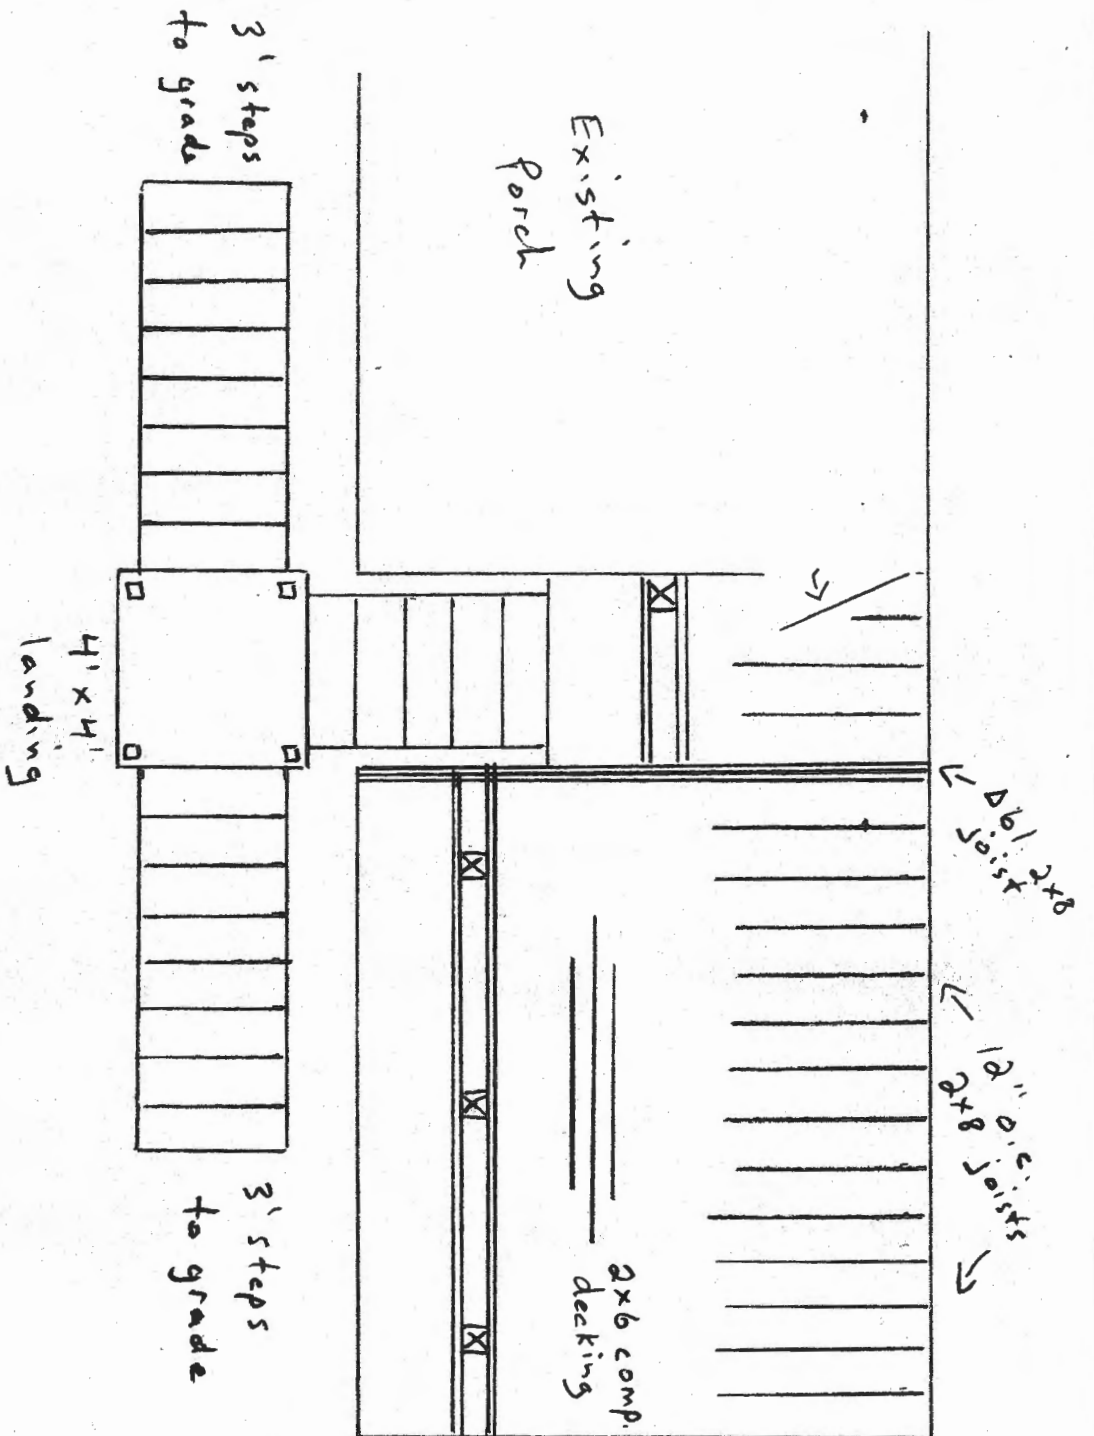 3' steps
to grade
Existing
Porch
4' x 4'
landing
Dbl. 2x8
joist
12" o.c.
2x8 joists
2x6 comp.
decking
3' steps
to grade